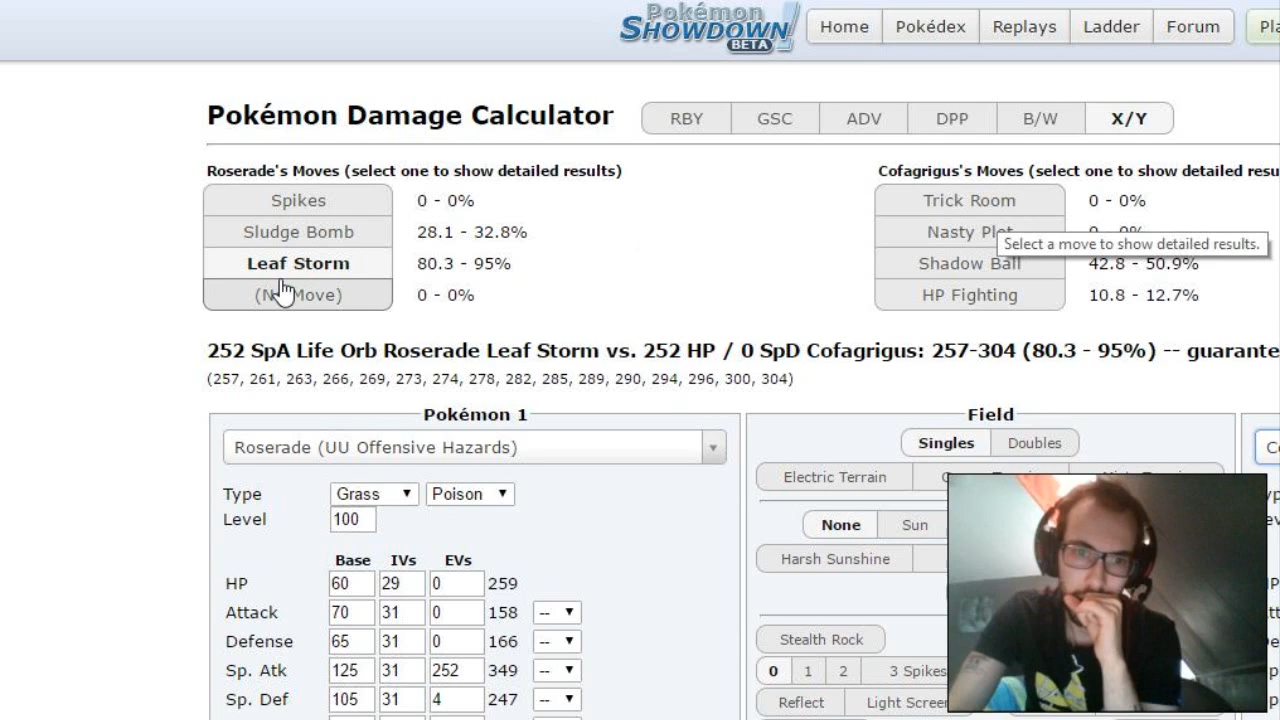 Pokémon
SHOWDOWN
BETA
Home Pokédex Replays Ladder Forum
Pokémon Damage Calculator RBY GSC ADV DPP B/W X/Y
Roserade's Moves (select one to show detailed results)
Spikes 0 - 0%
Sludge Bomb 28.1 - 32.8%
Leaf Storm 80.3 - 95%
Move) 0 - 0%
Cofagrigus's Moves (select one to show detailed
Trick Room 0 - 0%
Nasty
Select a move to show detailed results.
Shadow Ball 42.8 - 50.9%
HP Fighting 10.8 - 12.7%
252 SpA Life Orb Roserade Leaf Storm vs. 252 HP / 0 SpD Cofagrigus: 257-304 (80.3 - 95%) --
(257, 261, 263, 266, 269, 273, 274, 278, 282, 285, 289, 290, 294, 296, 300, 304)
Pokémon 1
Roserade (UU Offensive Hazards)
Type Grass Poison
Level 100
Base IVs EVs
HP 60 29 0 259
Attack 70 31 0 158 --
Defense 65 31 0 166 --
Sp. Atk 125 31 252 349 --
Sp. Def 105 31 4 247 --
Field
Singles Doubles
Electric Terrain
None Sun
Harsh Sunshine
Stealth Rock
0 1 2 3 Spikes
Reflect Light